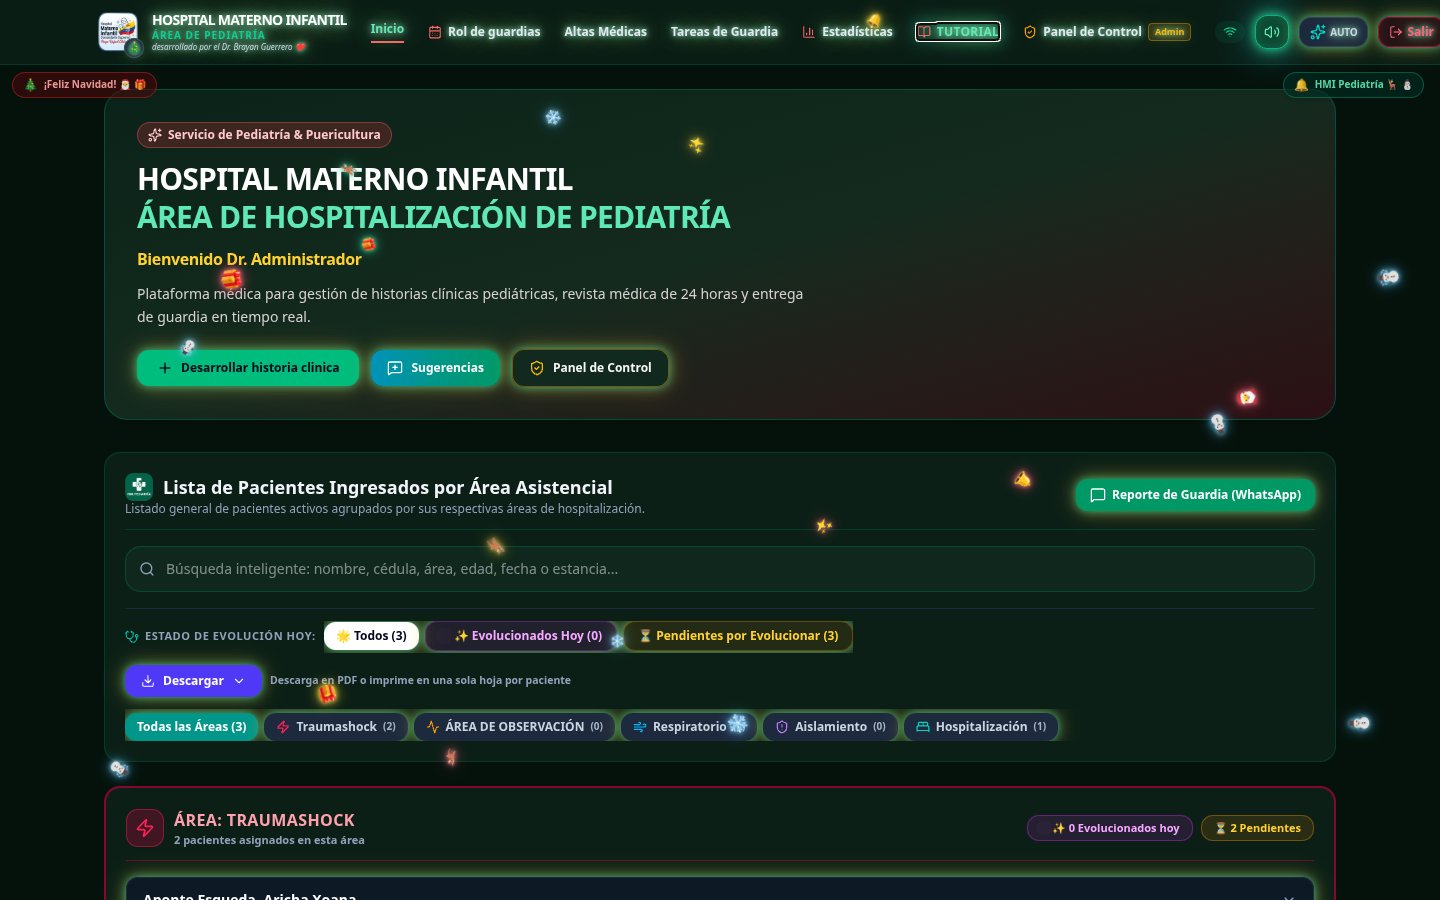 HOSPITAL MATERNO INFANTIL
ÁREA DE PEDIATRÍA
desarrollado por el Dr. Brayan Guerrero ❤️
Inicio
Rol de guardias
Altas Médicas
Tareas de Guardia
Estadísticas
TUTORIAL
Panel de Control
Admin
AUTO
Salir
🎄 ¡Feliz Navidad! 🎅 🎁
🔔 HMI Pediatría 🦌 ⛄
Servicio de Pediatría & Puericultura
HOSPITAL MATERNO INFANTIL
ÁREA DE HOSPITALIZACIÓN DE PEDIATRÍA
Bienvenido Dr. Administrador
Plataforma médica para gestión de historias clínicas pediátricas, revista médica de 24 horas y entrega
de guardia en tiempo real.
Desarrollar historia clinica
Sugerencias
Panel de Control
Lista de Pacientes Ingresados por Área Asistencial
Listado general de pacientes activos agrupados por sus respectivas áreas de hospitalización.
Reporte de Guardia (WhatsApp)
Búsqueda inteligente: nombre, cédula, área, edad, fecha o estancia...
ESTADO DE EVOLUCIÓN HOY:
🌟 Todos (3)
✨ Evolucionados Hoy (0)
⏳ Pendientes por Evolucionar (3)
Descargar
Descarga en PDF o imprime en una sola hoja por paciente
Todas las Áreas (3)
Traumashock (2)
ÁREA DE OBSERVACIÓN (0)
Respiratorio
Aislamiento (0)
Hospitalización (1)
ÁREA: TRAUMASHOCK
2 pacientes asignados en esta área
✨ 0 Evolucionados hoy
⏳ 2 Pendientes
Aponte Esqueda, Aricha Yoana